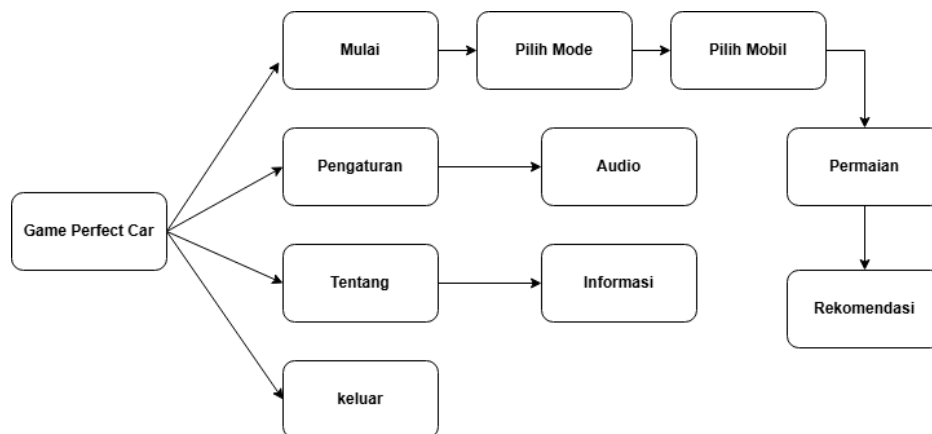 Mulai
Pilih Mode
Pilih Mobil
Pengaturan
Audio
Permaian
Game Perfect Car
Tentang
Informasi
Rekomendasi
keluar